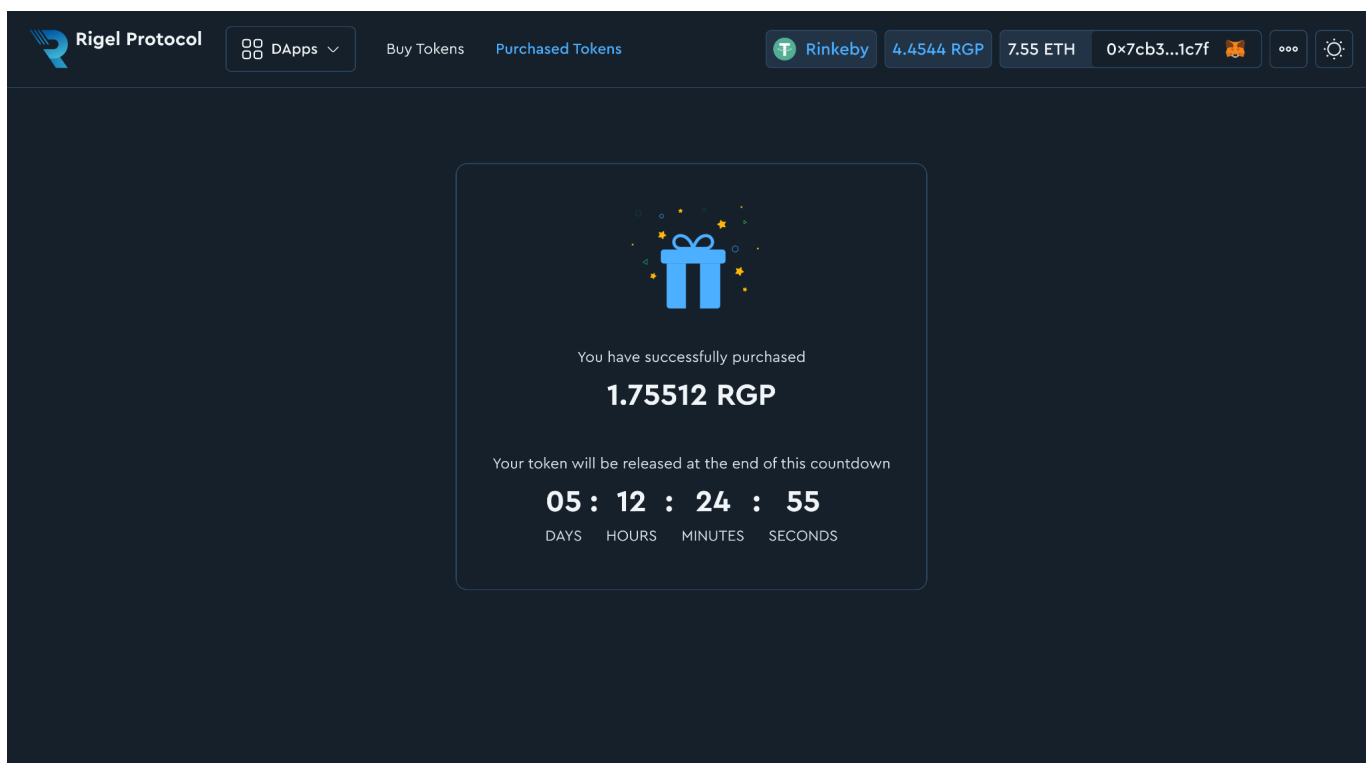 Rigel Protocol
DApps
Buy Tokens
Purchased Tokens
T
Rinkeby
4.4544 RGP
7.55 ETH
0×7cb3...1c7f
You have successfully purchased
1.75512 RGP
Your token will be released at the end of this countdown
05 : 12 : 24 : 55
DAYS HOURS MINUTES SECONDS